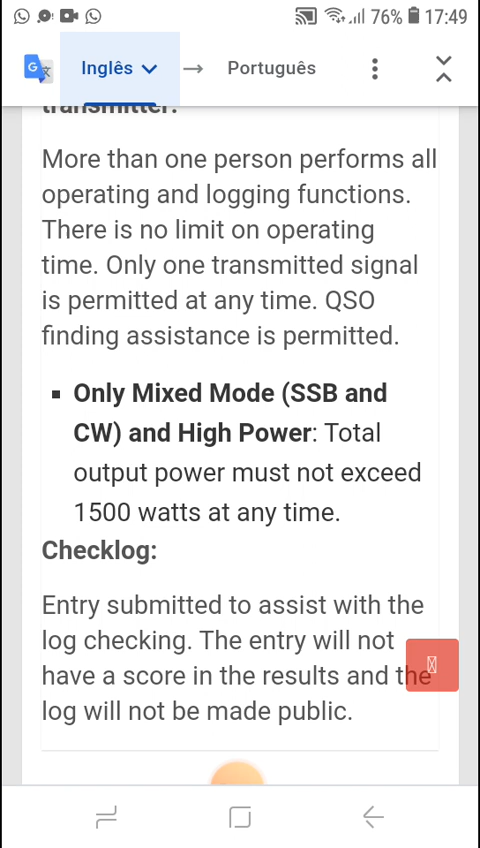 76% 17:49
Inglês → Português
transmitter:
More than one person performs all
operating and logging functions.
There is no limit on operating
time. Only one transmitted signal
is permitted at any time. QSO
finding assistance is permitted.
▪ Only Mixed Mode (SSB and
CW) and High Power: Total
output power must not exceed
1500 watts at any time.
Checklog:
Entry submitted to assist with the
log checking. The entry will not
have a score in the results and the
log will not be made public.